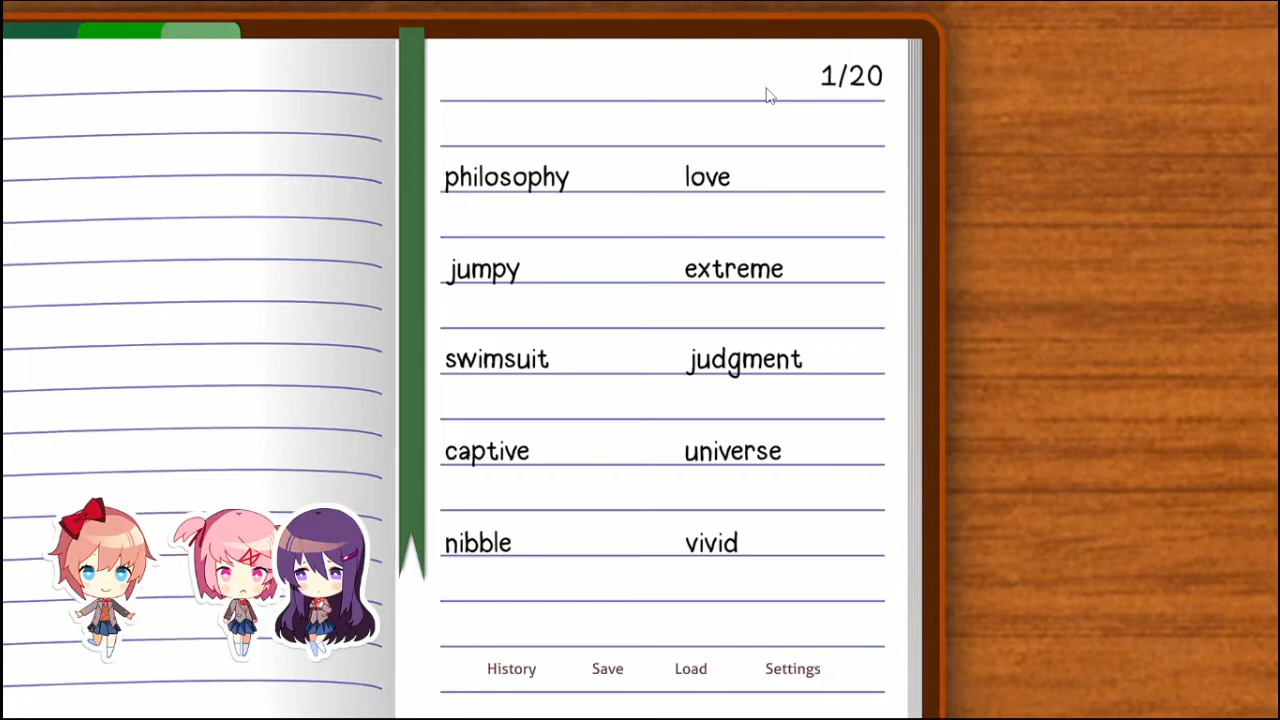 1/20
philosophy love
jumpy extreme
swimsuit judgment
captive universe
nibble vivid
History Save Load Settings